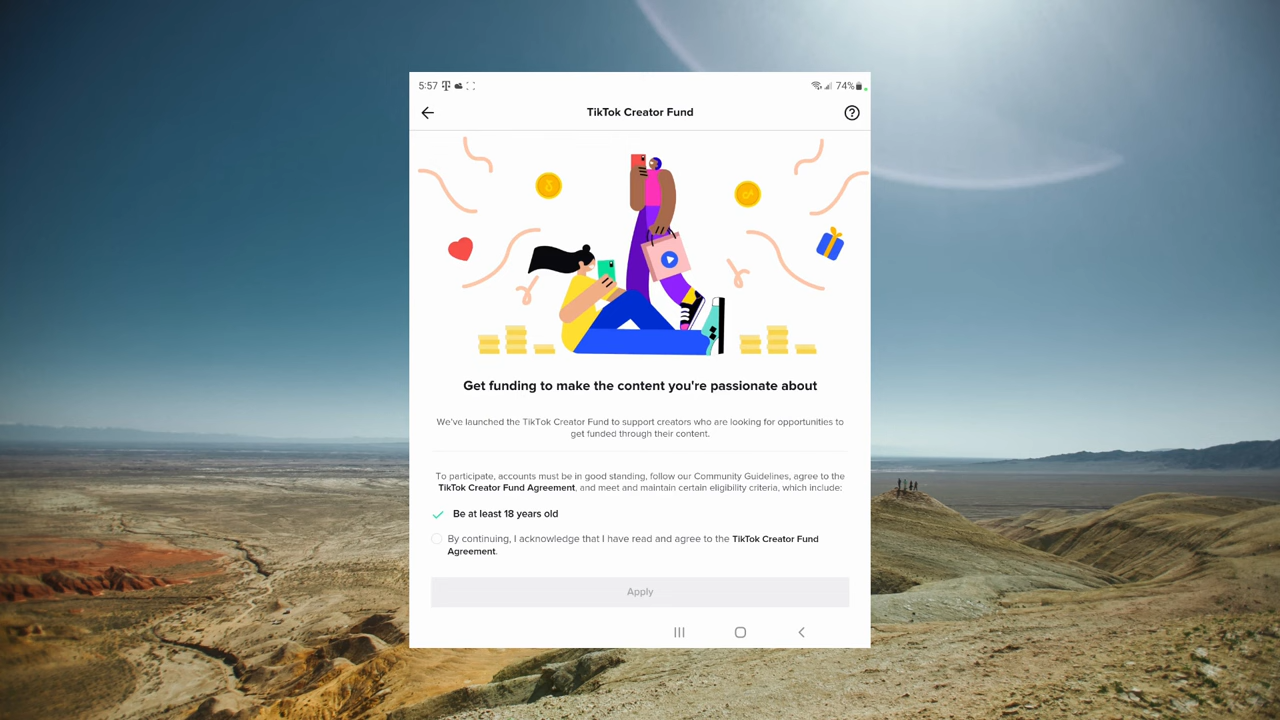 5:57
74%
TikTok Creator Fund
Get funding to make the content you're passionate about
We've launched the TikTok Creator Fund to support creators who are looking for opportunities to
get funded through their content.
To participate, accounts must be in good standing, follow our Community Guidelines, agree to the
TikTok Creator Fund Agreement, and meet and maintain certain eligibility criteria, which include:
Be at least 18 years old
By continuing, I acknowledge that I have read and agree to the TikTok Creator Fund
Agreement.
Apply